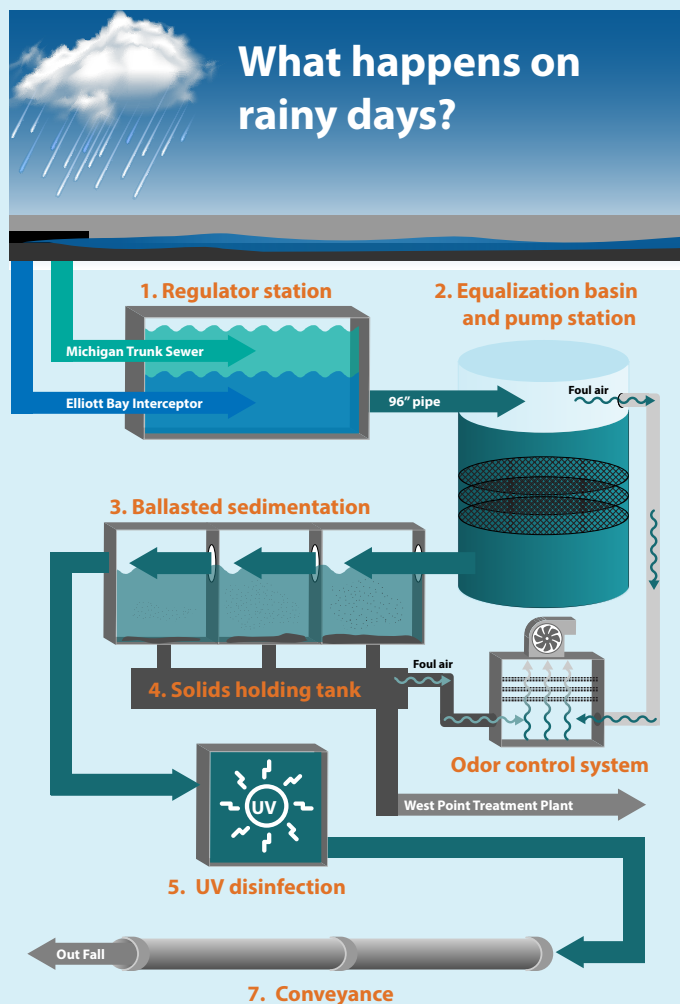 What happens on
rainy days?
1. Regulator station
2. Equalization basin
and pump station
Michigan Trunk Sewer
Elliott Bay Interceptor
96” pipe
Foul air
3. Ballasted sedimentation
Foul air
4. Solids holding tank
Odor control system
West Point Treatment Plant
UV
5. UV disinfection
Out Fall
7. Conveyance